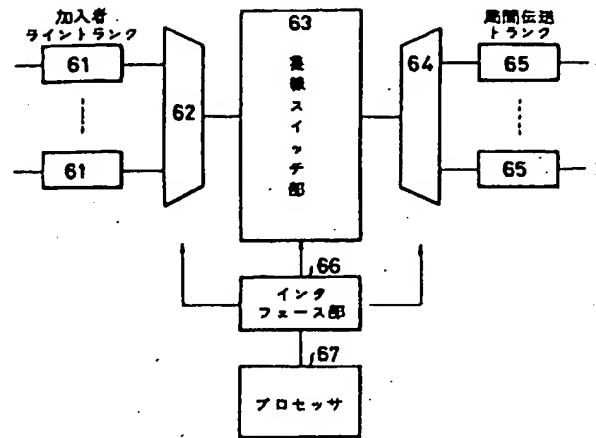 加入者
ライントランク
局間伝送
トランク
61
61
62
63
集線スイッチ部
64
65
65
66
インタ
フェース部
67
プロセッサ